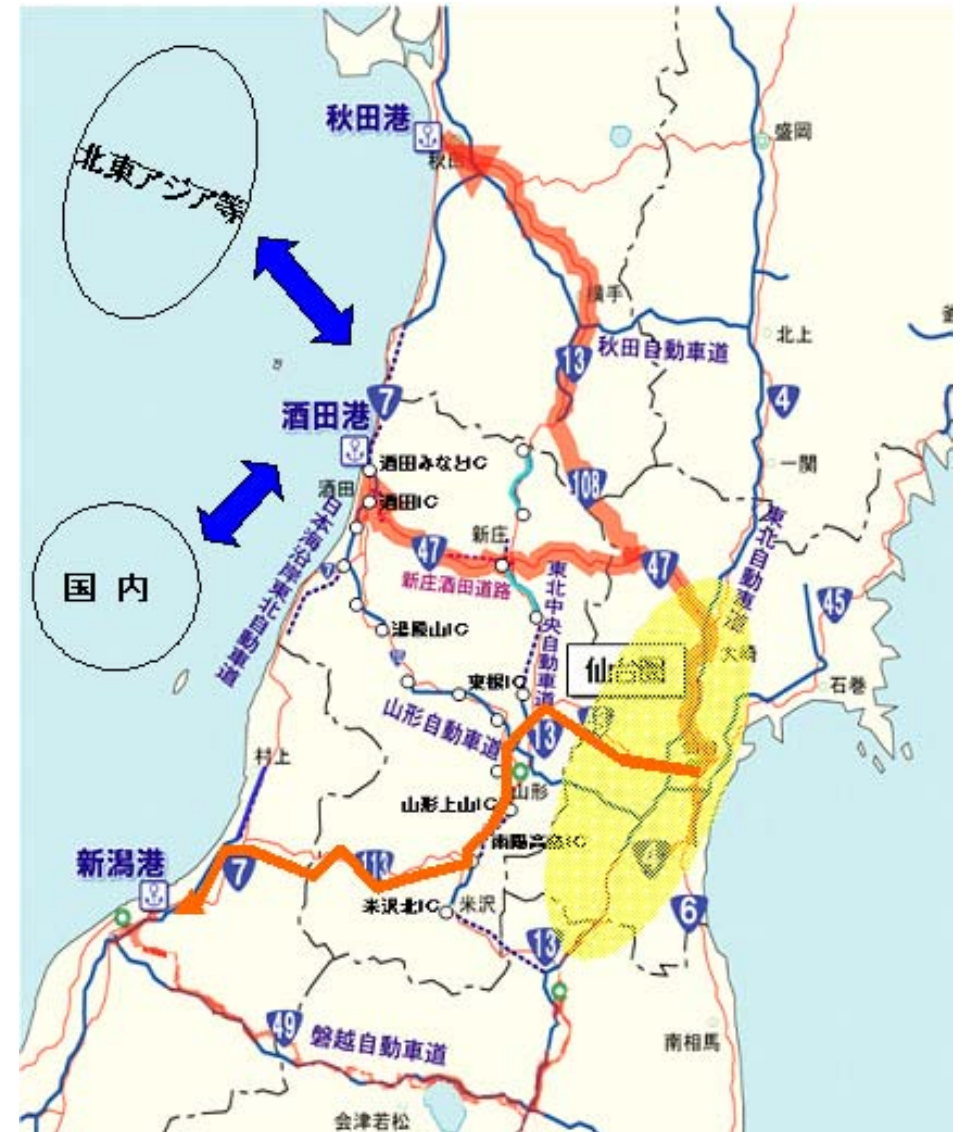 秋田港
盛岡
北東アジア等
横手
北上
秋田自動車道
13
4
7
酒田港
酒田みなとIC
一関
108
酒田
酒田IC
新庄
47
47
新庄酒田道路
東北自動車道
45
国内
日本海沿岸東北自動車道
東北中央自動車道
湯殿山IC
仙台圏
大崎
石巻
東根IC
山形自動車道
13
村上
山形
山形上山IC
南陽高畠IC
4
新潟港
7
113
米沢北IC
米沢
6
13
49
磐越自動車道
南相馬
会津若松